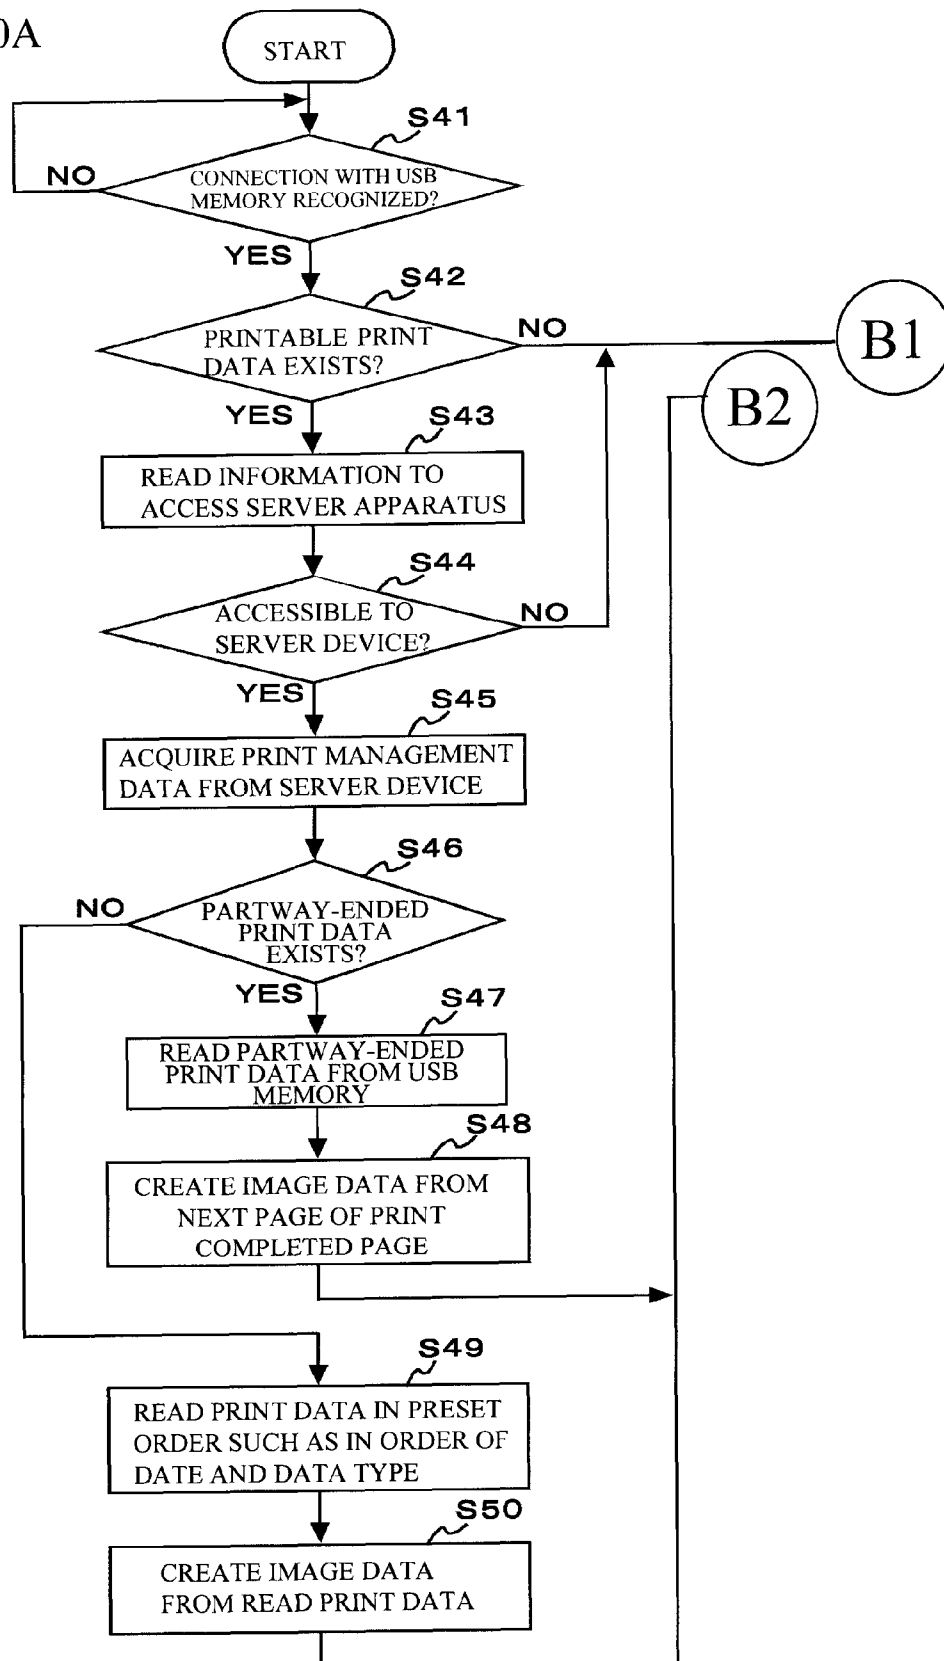 0A
START
S41
NO
CONNECTION WITH USB
MEMORY RECOGNIZED?
YES
S42
PRINTABLE PRINT
DATA EXISTS?
NO
B1
B2
YES
S43
READ INFORMATION TO
ACCESS SERVER APPARATUS
S44
ACCESSIBLE TO
SERVER DEVICE?
NO
YES
S45
ACQUIRE PRINT MANAGEMENT
DATA FROM SERVER DEVICE
S46
NO
PARTWAY-ENDED
PRINT DATA
EXISTS?
YES
S47
READ PARTWAY-ENDED
PRINT DATA FROM USB
MEMORY
S48
CREATE IMAGE DATA FROM
NEXT PAGE OF PRINT
COMPLETED PAGE
S49
READ PRINT DATA IN PRESET
ORDER SUCH AS IN ORDER OF
DATE AND DATA TYPE
S50
CREATE IMAGE DATA
FROM READ PRINT DATA